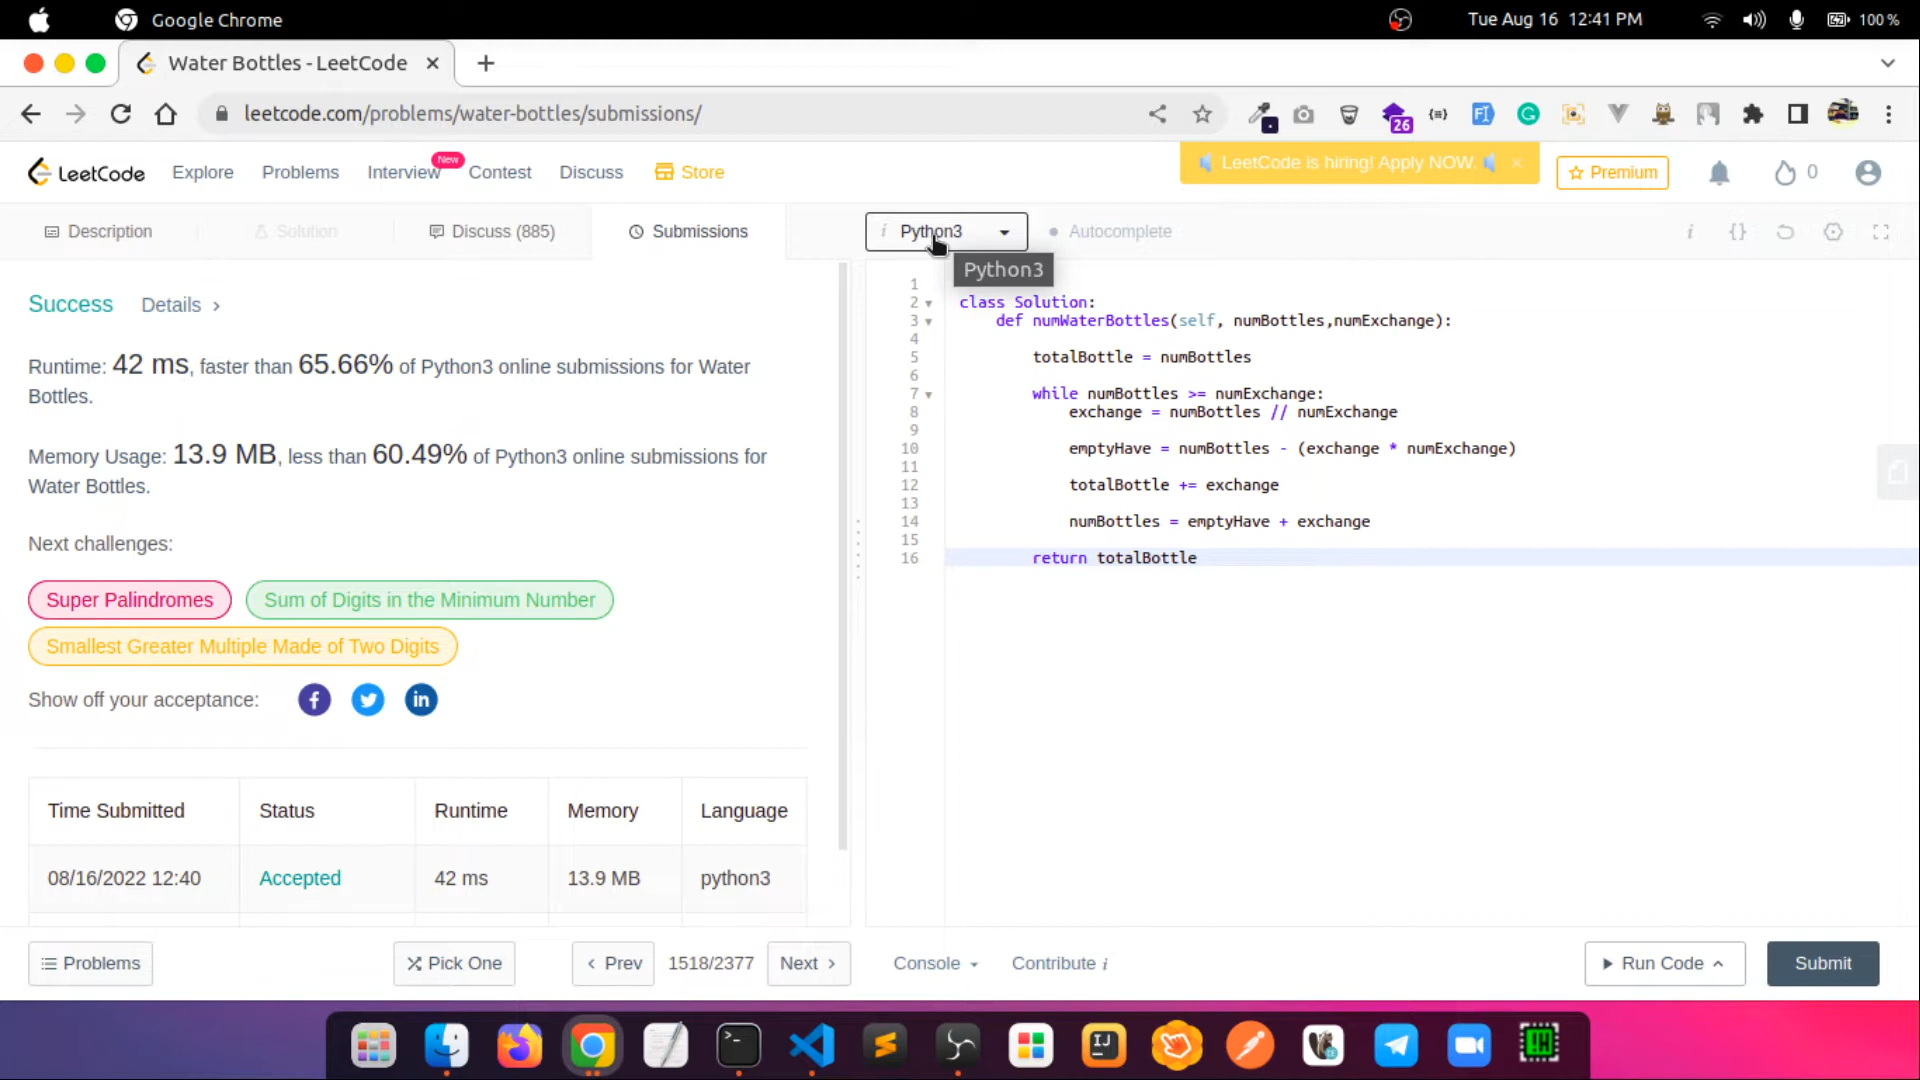 Google Chrome
Tue Aug 16 12:41 PM
100 %
Water Bottles - LeetCode
leetcode.com/problems/water-bottles/submissions/
26
LeetCode
Explore
Problems
Interview
New
Contest
Discuss
Store
LeetCode is hiring! Apply NOW.
Premium
0
Description
Solution
Discuss (885)
Submissions
i Python3
Autocomplete
i {}
Python3
Success
Details
Runtime: 42 ms, faster than 65.66% of Python3 online submissions for Water
Bottles.
Memory Usage: 13.9 MB, less than 60.49% of Python3 online submissions for
Water Bottles.
Next challenges:
Super Palindromes
Sum of Digits in the Minimum Number
Smallest Greater Multiple Made of Two Digits
Show off your acceptance:
Time Submitted Status Runtime Memory Language
08/16/2022 12:40 Accepted 42 ms 13.9 MB python3
1
2 class Solution:
3 def numWaterBottles(self, numBottles,numExchange):
4
5 totalBottle = numBottles
6
7 while numBottles >= numExchange:
8 exchange = numBottles // numExchange
9
10 emptyHave = numBottles - (exchange * numExchange)
11
12 totalBottle += exchange
13
14 numBottles = emptyHave + exchange
15
16 return totalBottle
Problems
Pick One
Prev
1518/2377
Next
Console
Contribute i
Run Code
Submit
IJ